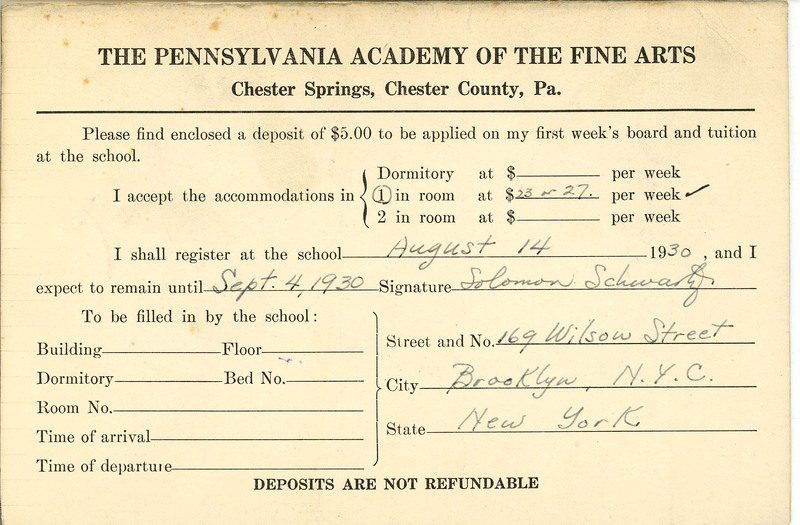 THE PENNSYLVANIA ACADEMY OF THE FINE ARTS
Chester Springs, Chester County, Pa.
Please find enclosed a deposit of $5.00 to be applied on my first week's board and tuition
at the school.
Dormitory at $ per week
I accept the accommodations in 1 in room at $23 or 27. per week ✓
2 in room at $ per week
I shall register at the school August 14 1930, and I
expect to remain until Sept. 4, 1930 Signature Solomon Schwartz.
To be filled in by the school:
Street and No. 169 Wilson Street
Building Floor
Dormitory Bed No.
City Brooklyn, N.Y.C.
Room No.
State New York
Time of arrival
Time of departure
DEPOSITS ARE NOT REFUNDABLE